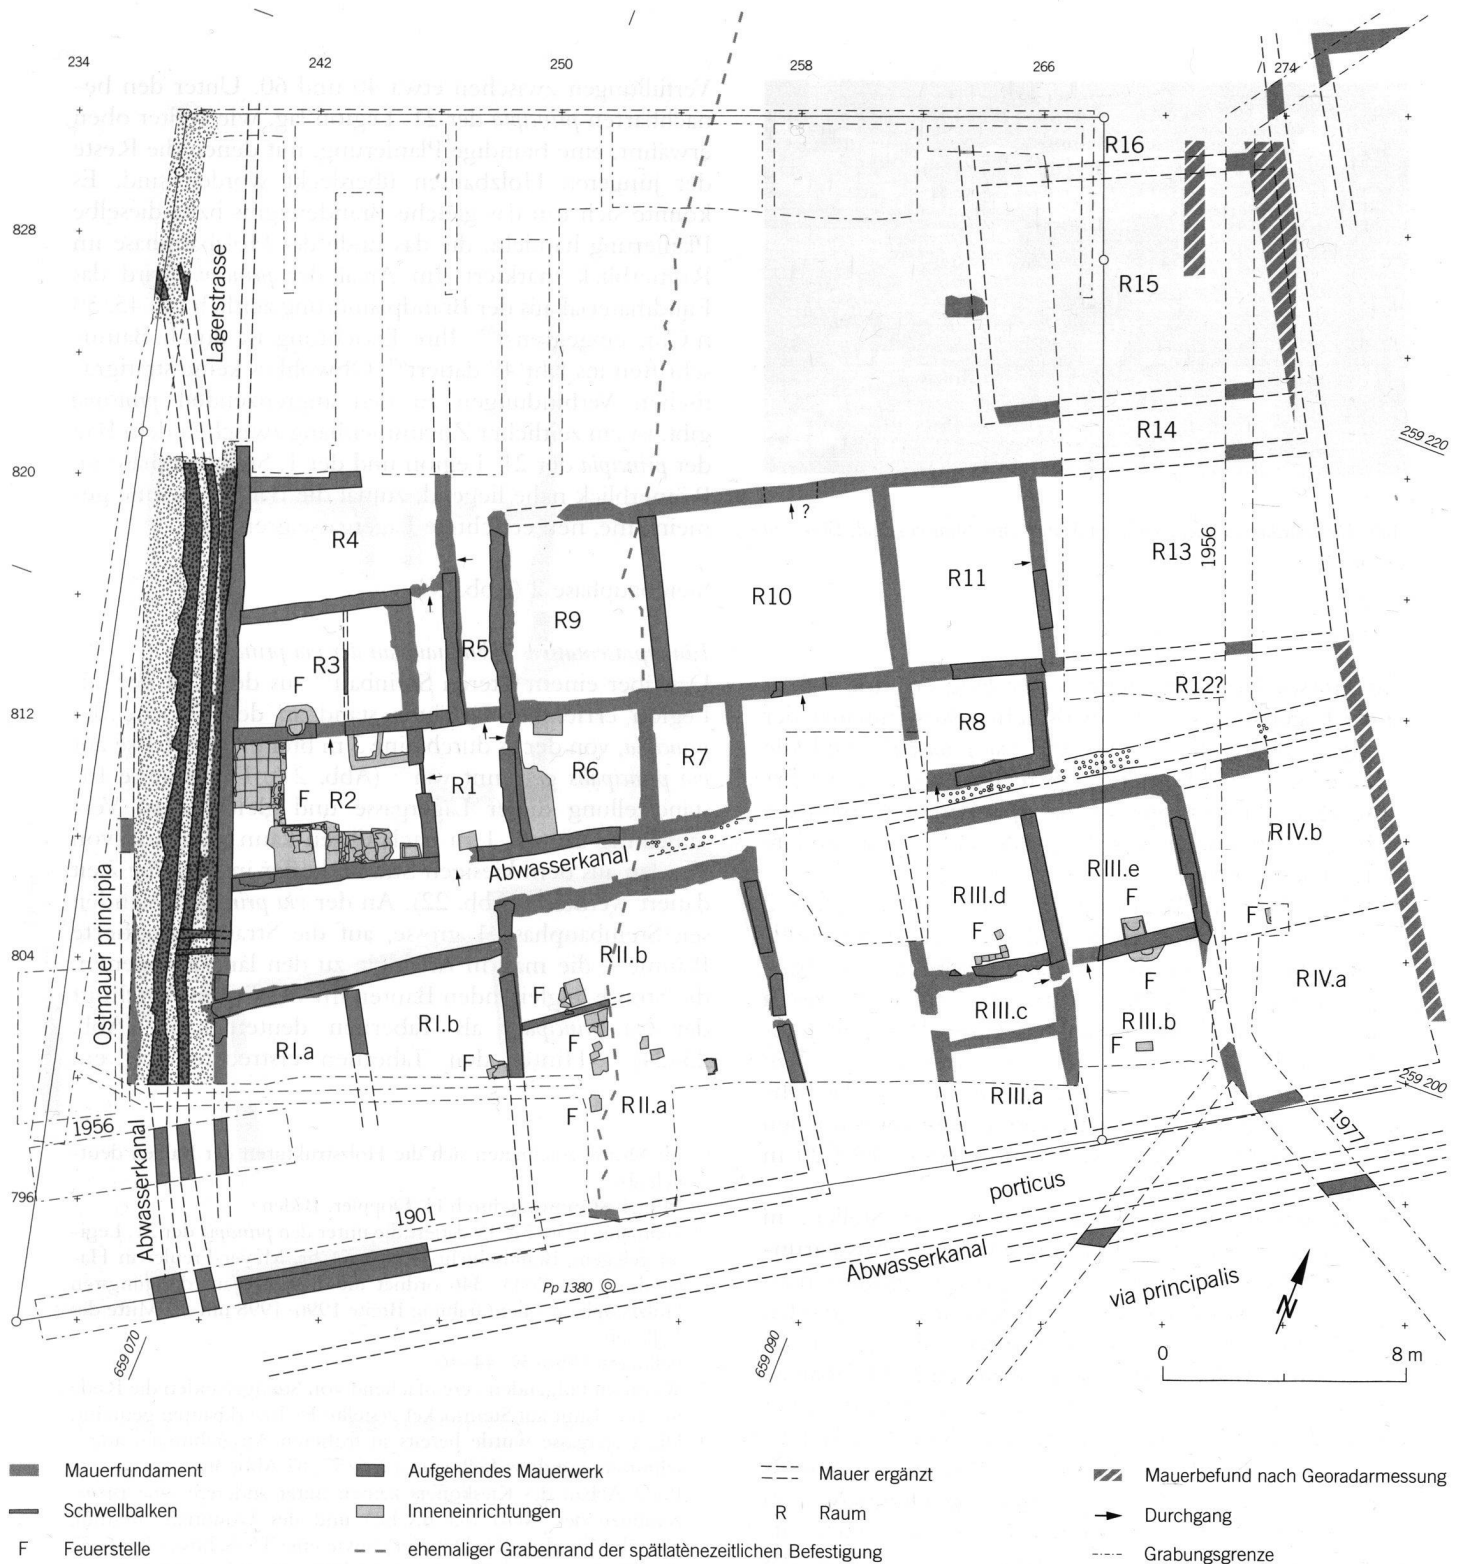 234
242
250
258
266
274
R16
828
Lagerstrasse
R15
R14
259 220
820
?
R4
R13
1956
R11
R10
R9
R5
R3
F
R12?
812
R8
R6
R7
F
R2
R1
RIV.b
Abwasserkanal
RIII.e
RIII.d
F
F
F
Ostmauer principia
804
RII.b
F
F
RIV.a
RI.b
RIII.c
RIII.b
RI.a
F
F
F
RII.a
RIII.a
259 200
F
1956
1977
Abwasserkanal
796
porticus
1901
Abwasserkanal
Pp 1380
via principalis
N
659 070
659 090
0
8 m
Mauerfundament
Aufgehendes Mauerwerk
Mauer ergänzt
Mauerbefund nach Georadarmessung
Schwellbalken
Inneneinrichtungen
R Raum
Durchgang
F Feuerstelle
ehemaliger Grabenrand der spätlatènezeitlichen Befestigung
Grabungsgrenze